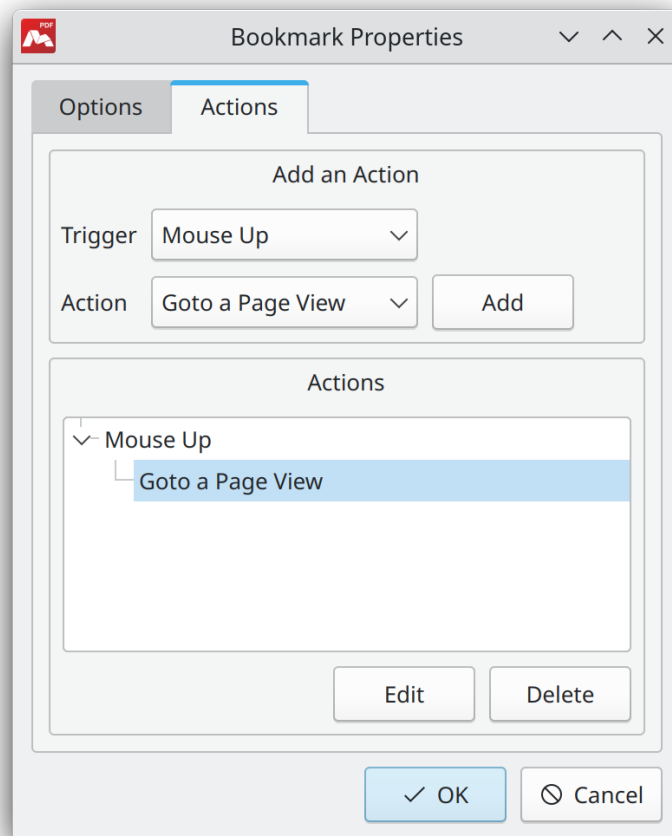 PDF
Bookmark Properties
Options
Actions
Add an Action
Trigger
Mouse Up
Action
Goto a Page View
Add
Actions
Mouse Up
Goto a Page View
Edit
Delete
OK
Cancel